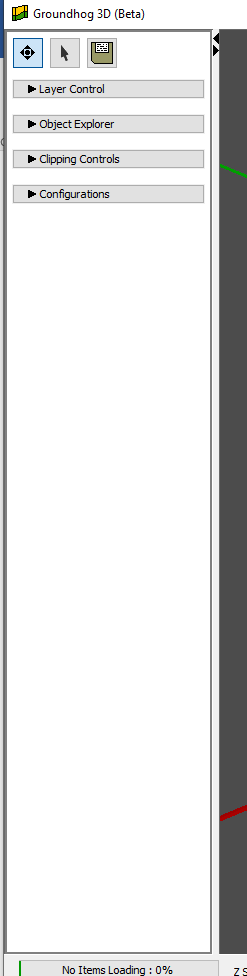 Groundhog 3D (Beta)
Layer Control
Object Explorer
Clipping Controls
Configurations
No Items Loading : 0%
Z S